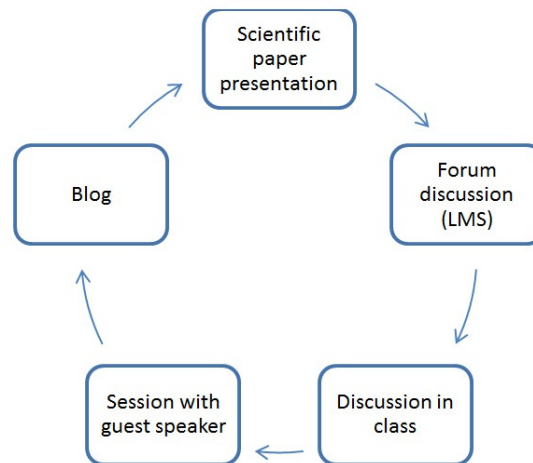 Scientific
paper
presentation
Forum
discussion
(LMS)
Discussion in
class
Session with
guest speaker
Blog